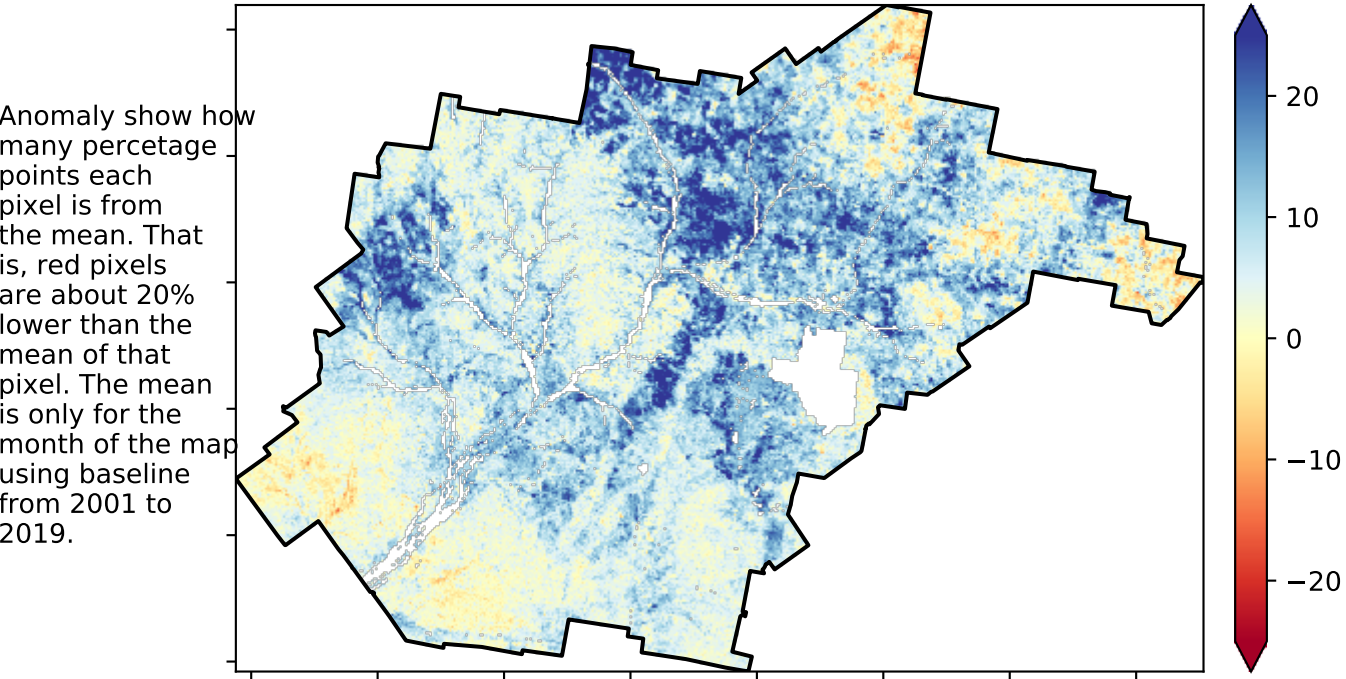 Anomaly show how
many percetage
points each
pixel is from
the mean. That
is, red pixels
are about 20%
lower than the
mean of that
pixel. The mean
is only for the
month of the map
using baseline
from 2001 to
2019.
20
10
0
−10
−20